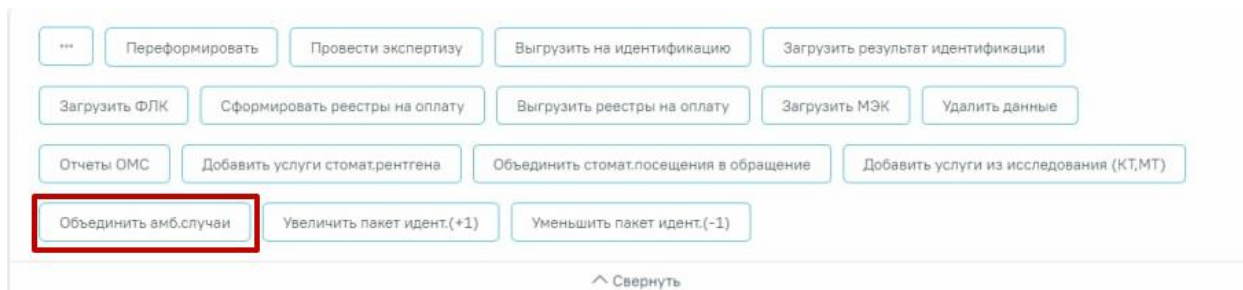 ... Переформировать Провести экспертизу Выгрузить на идентификацию Загрузить результат идентификации
Загрузить ФЛК Сформировать реестры на оплату Выгрузить реестры на оплату Загрузить МЭК Удалить данные
Отчеты ОМС Добавить услуги стомат.рентгена Объединить стомат.посещения в обращение Добавить услуги из исследования (КТ,МТ)
Объединить амб.случаи Увеличить пакет идент.(+1) Уменьшить пакет идент.(-1)
Свернуть